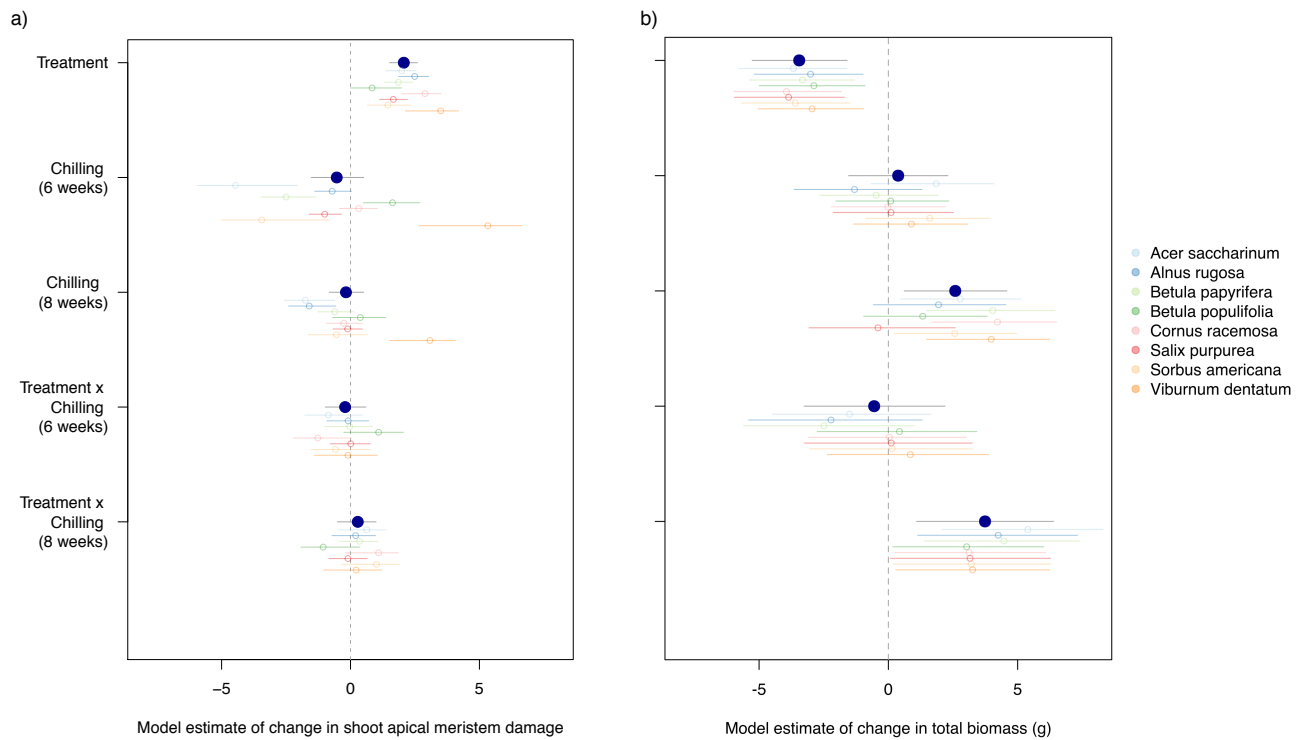 a)
Treatment
Chilling
(6 weeks)
Chilling
(8 weeks)
Treatment x
Chilling
(6 weeks)
Treatment x
Chilling
(8 weeks)
−5
0
5
Model estimate of change in shoot apical meristem damage
b)
-5
0
5
Model estimate of change in total biomass (g)
Acer saccharinum
Alnus rugosa
Betula papyrifera
Betula populifolia
Cornus racemosa
Salix purpurea
Sorbus americana
Viburnum dentatum